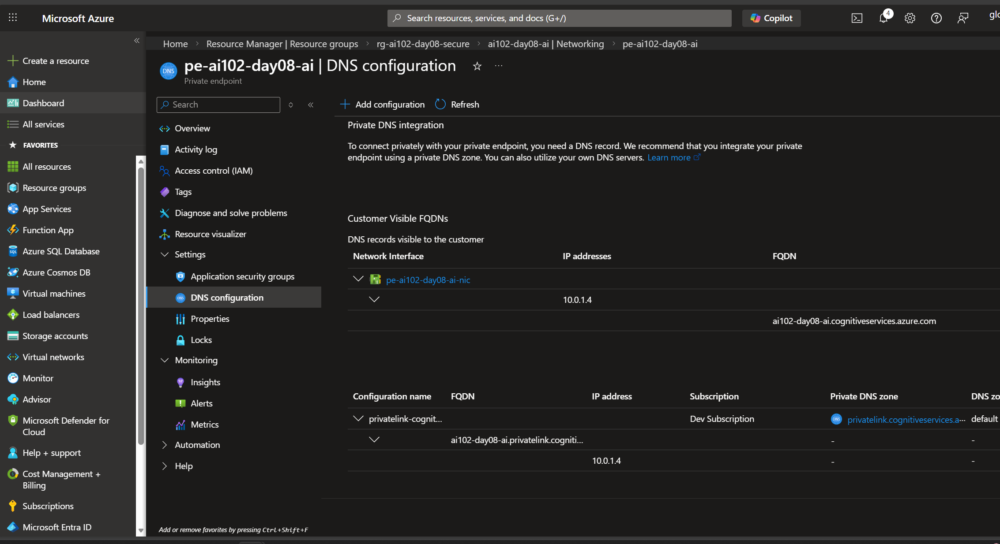 Microsoft Azure
Search resources, services, and docs (G+/)
Copilot
4
Create a resource
Home
Dashboard
All services
FAVORITES
All resources
Resource groups
App Services
Function App
SQL
Azure SQL Database
Azure Cosmos DB
Virtual machines
Load balancers
Storage accounts
Virtual networks
Monitor
Advisor
Microsoft Defender for
Cloud
Help + support
Cost Management +
Billing
Subscriptions
Microsoft Entra ID
Home > Resource Manager | Resource groups > rg-ai102-day08-secure > ai102-day08-ai | Networking > pe-ai102-day08-ai
DNS
pe-ai102-day08-ai | DNS configuration
Private endpoint
Search
Overview
Activity log
Access control (IAM)
Tags
Diagnose and solve problems
Resource visualizer
Settings
Application security groups
DNS
DNS configuration
Properties
Locks
Monitoring
Insights
Alerts
Metrics
Automation
Help
Add or remove favorites by pressing Ctrl+Shift+F
Add configuration
Refresh
Private DNS integration
To connect privately with your private endpoint, you need a DNS record. We recommend that you integrate your private
endpoint using a private DNS zone. You can also utilize your own DNS servers. Learn more
Customer Visible FQDNs
DNS records visible to the customer
Network Interface IP addresses FQDN
pe-ai102-day08-ai-nic
10.0.1.4
ai102-day08-ai.cognitiveservices.azure.com
Configuration name FQDN IP address Subscription Private DNS zone DNS zo
privatelink-cognit... Dev Subscription DNS privatelink.cognitiveservices.a... default
ai102-day08-ai.privatelink.cogniti... - -
10.0.1.4 - -